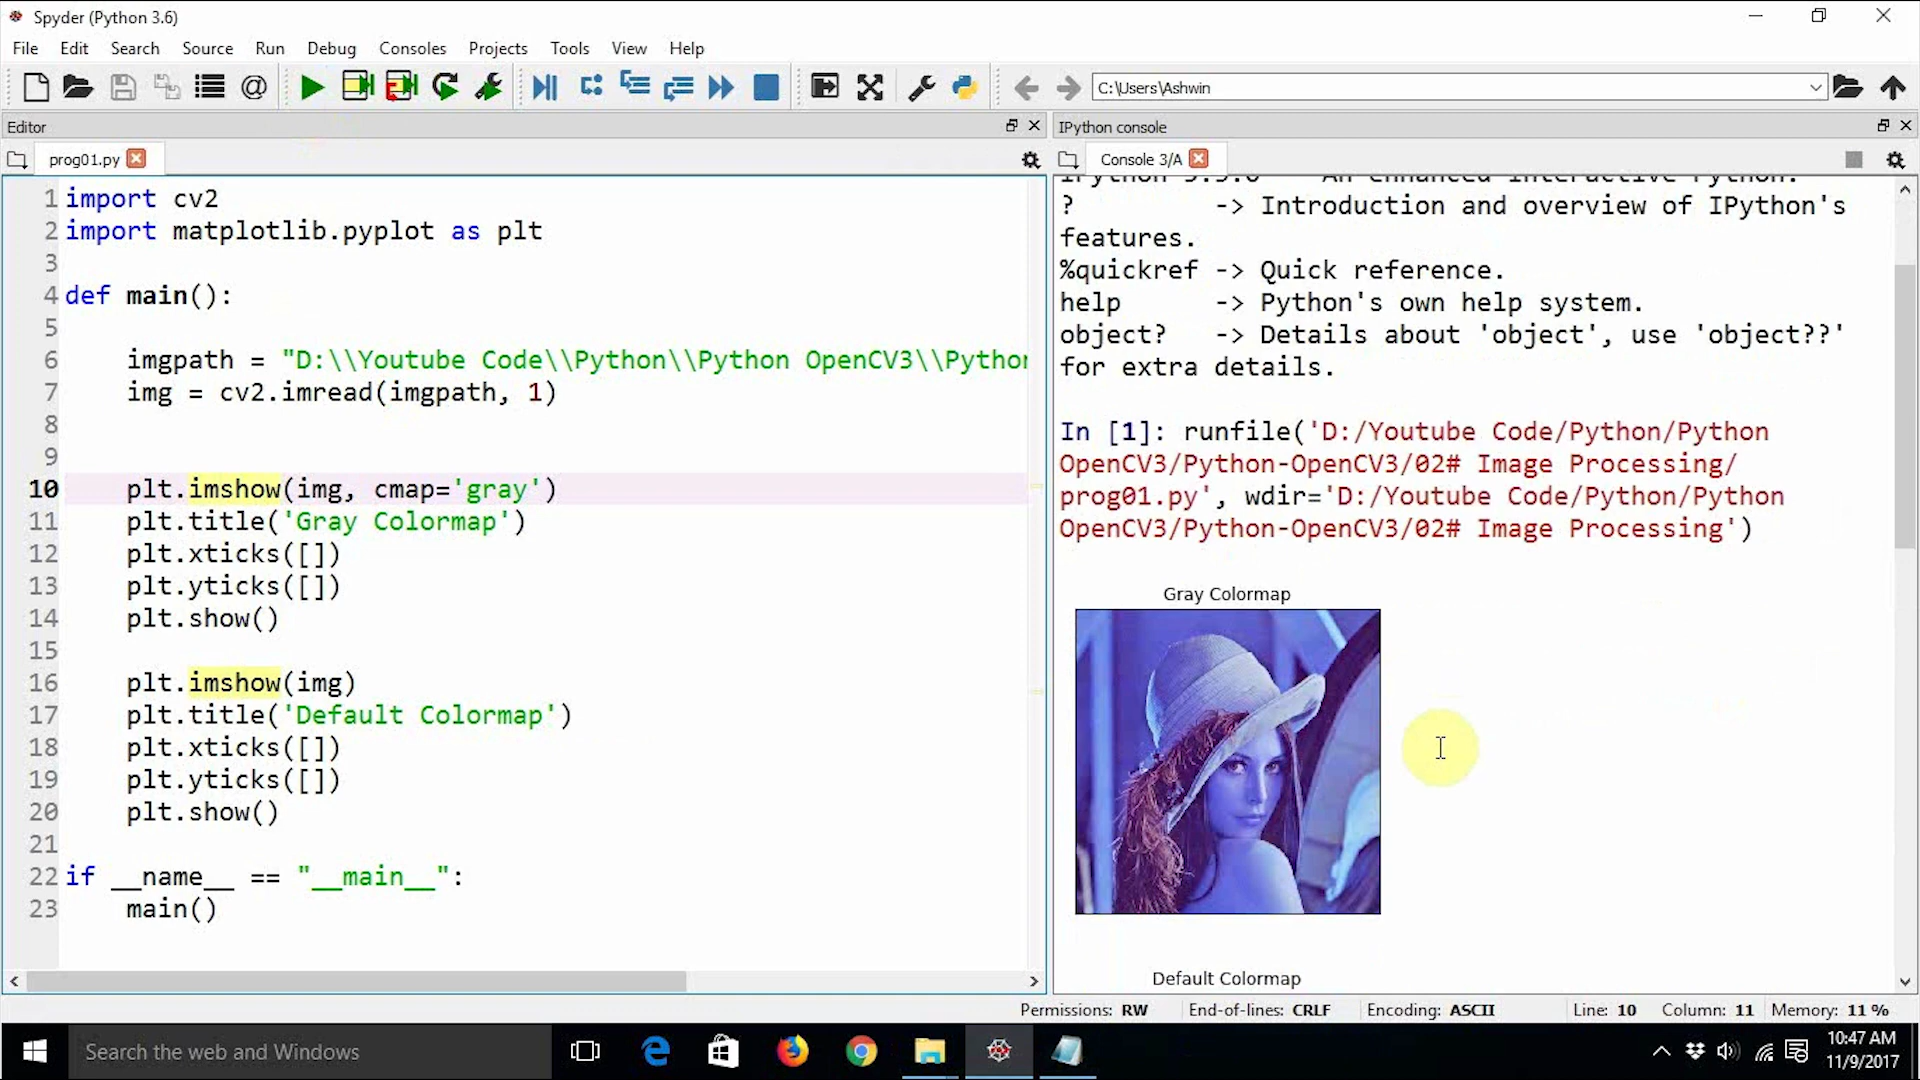 Spyder (Python 3.6)
File Edit Search Source Run Debug Consoles Projects Tools View Help
C:\Users\Ashwin
Editor
IPython console
prog01.py
Console 3/A
1 import cv2
2 import matplotlib.pyplot as plt
3
4 def main():
5
6 imgpath = "D:\\Youtube Code\\Python\\Python OpenCV3\\Python
7 img = cv2.imread(imgpath, 1)
8
9
10 plt.imshow(img, cmap='gray')
11 plt.title('Gray Colormap')
12 plt.xticks([])
13 plt.yticks([])
14 plt.show()
15
16 plt.imshow(img)
17 plt.title('Default Colormap')
18 plt.xticks([])
19 plt.yticks([])
20 plt.show()
21
22 if __name__ == "__main__":
23 main()
An enhanced Interactive Python.
? -> Introduction and overview of IPython's
features.
%quickref -> Quick reference.
help -> Python's own help system.
object? -> Details about 'object', use 'object??'
for extra details.
In [1]: runfile('D:/Youtube Code/Python/Python
OpenCV3/Python-OpenCV3/02# Image Processing/
prog01.py', wdir='D:/Youtube Code/Python/Python
OpenCV3/Python-OpenCV3/02# Image Processing')
Gray Colormap
Default Colormap
Permissions: RW End-of-lines: CRLF Encoding: ASCII Line: 10 Column: 11 Memory: 11 %
Search the web and Windows
10:47 AM
11/9/2017